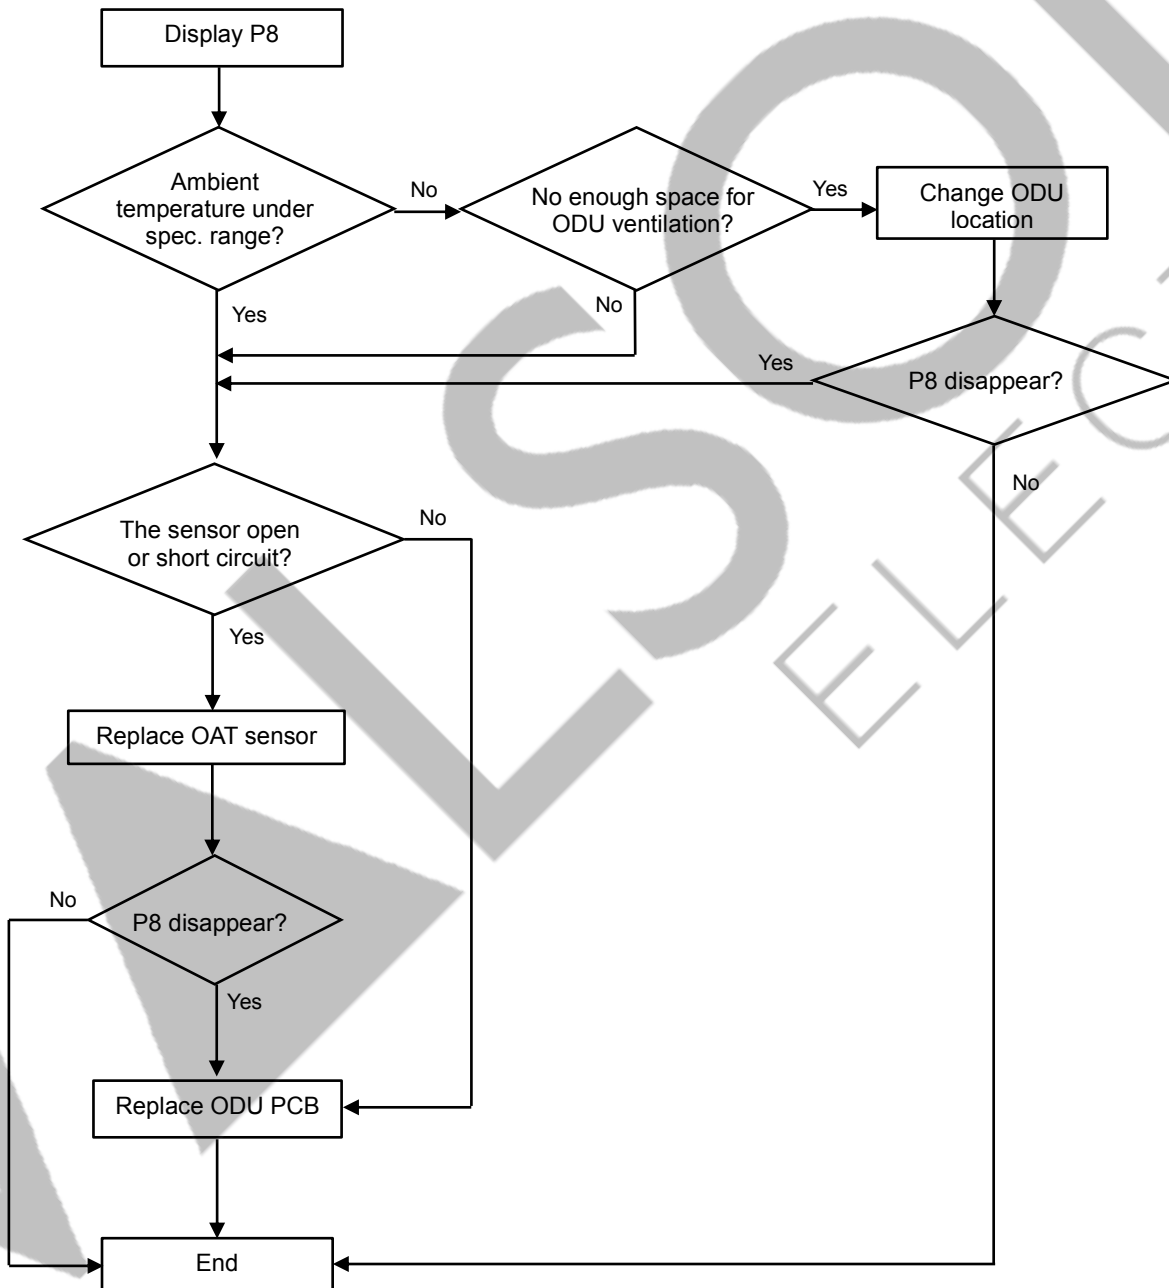 Display P8
Ambient
temperature under
spec. range?
No
No enough space for
ODU ventilation?
Yes
Change ODU
location
Yes
No
Yes
P8 disappear?
No
The sensor open
or short circuit?
No
Yes
Replace OAT sensor
No
P8 disappear?
Yes
Replace ODU PCB
End